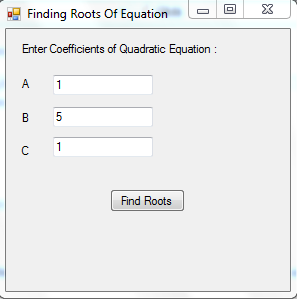 Finding Roots Of Equation
Enter Coefficients of Quadratic Equation :
A 1
B 5
C 1
Find Roots